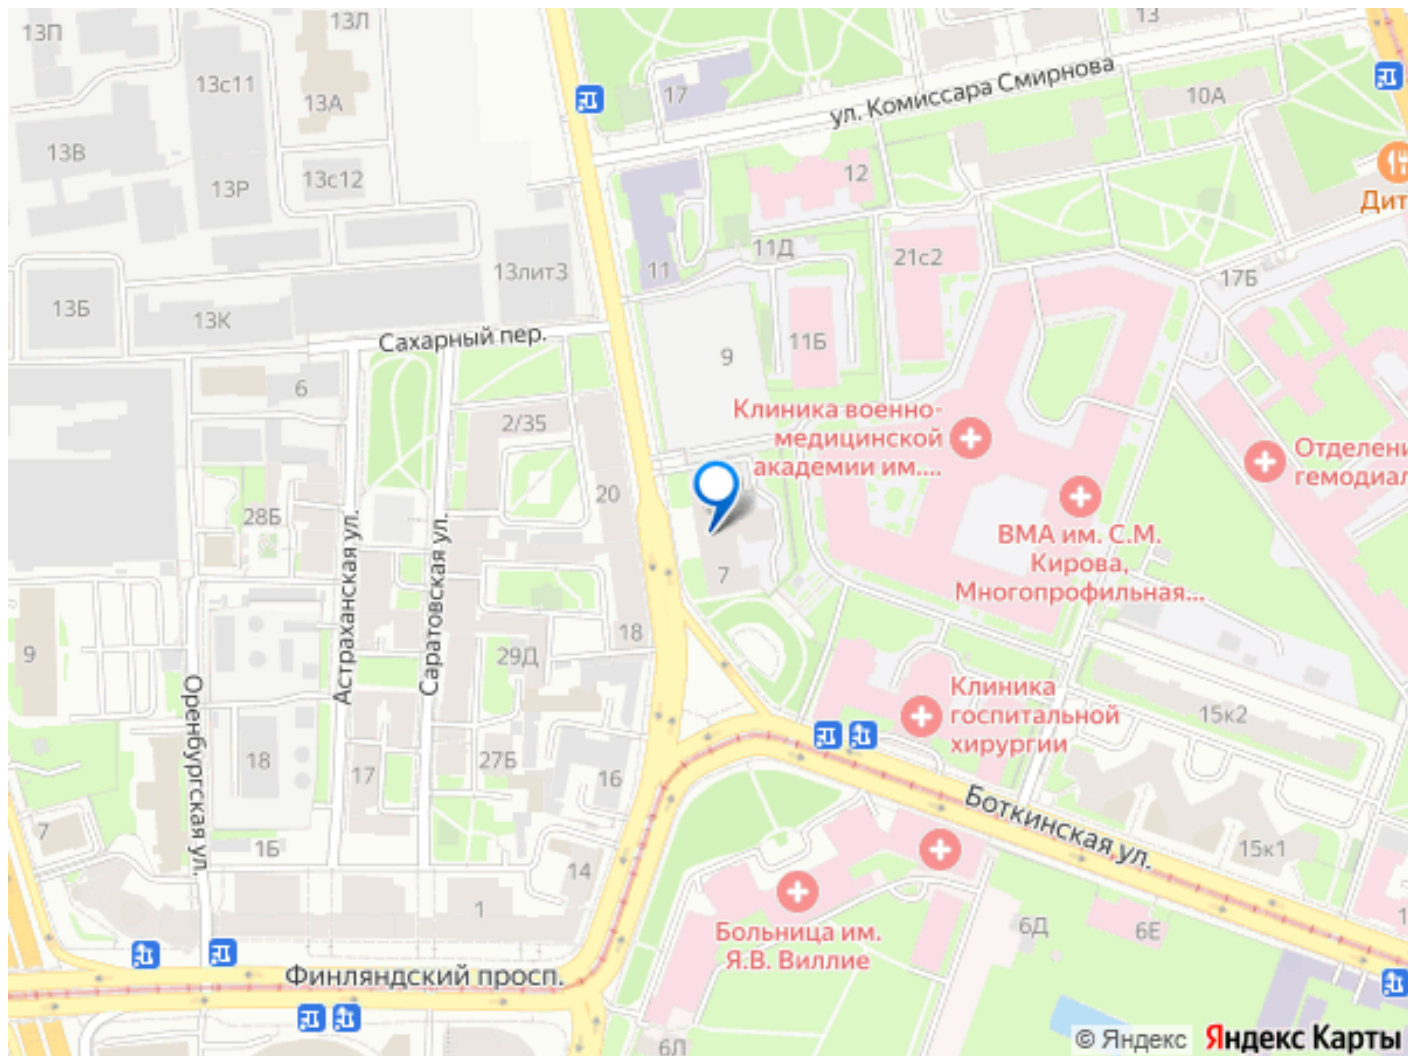 13П
13Л
13
13с11
17
ул. Комиссара Смирнова
10А
13А
13В
13Р
13с12
12
Дит
11Д
11
21с2
17Б
13лит3
13Б
13К
Сахарный пер.
11Б
9
6
2/35
Клиника военно-
медицинской
академии им....
Отделени
гемодиал
20
28Б
ВМА им. С.М.
Кирова,
Многопрофильная...
Астраханская ул.
Саратовская ул.
7
18
9
29Д
Оренбургская ул.
Клиника
госпитальной
хирургии
15к2
18
17
27Б
16
Боткинская ул.
7
1Б
14
15к1
1
1
Больница им.
Я.В. Виллие
6Д
6Е
Финляндский просп.
6Л
© Яндекс
Яндекс Карты